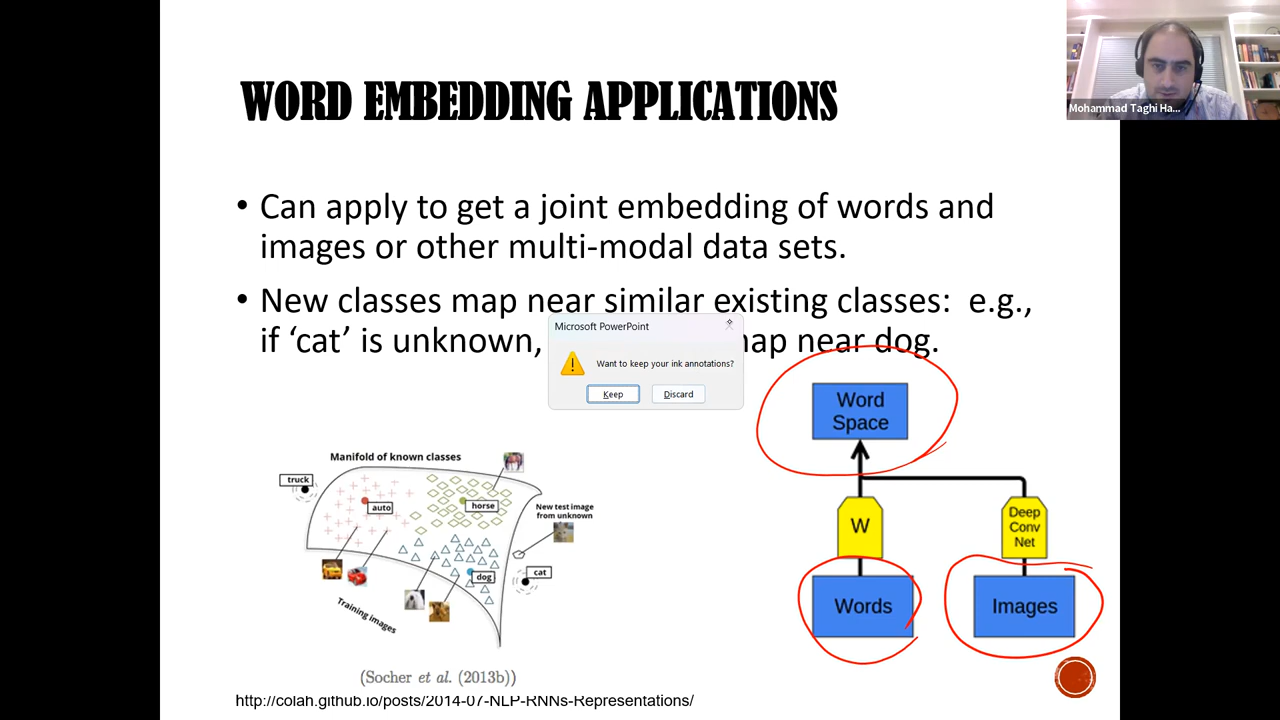 WORD EMBEDDING APPLICATIONS
Mohammad Taghi Ha...
• Can apply to get a joint embedding of words and
images or other multi-modal data sets.
• New classes map near similar existing classes: e.g.,
if ‘cat’ is unknown, map near dog.
Microsoft PowerPoint
Want to keep your ink annotations?
Keep
Discard
Word
Space
W
Deep
Conv
Net
Words
Images
Manifold of known classes
truck
auto
horse
New test image
from unknown
dog
cat
Training images
(Socher et al. (2013b))
http://colah.github.io/posts/2014-07-NLP-RNNs-Representations/